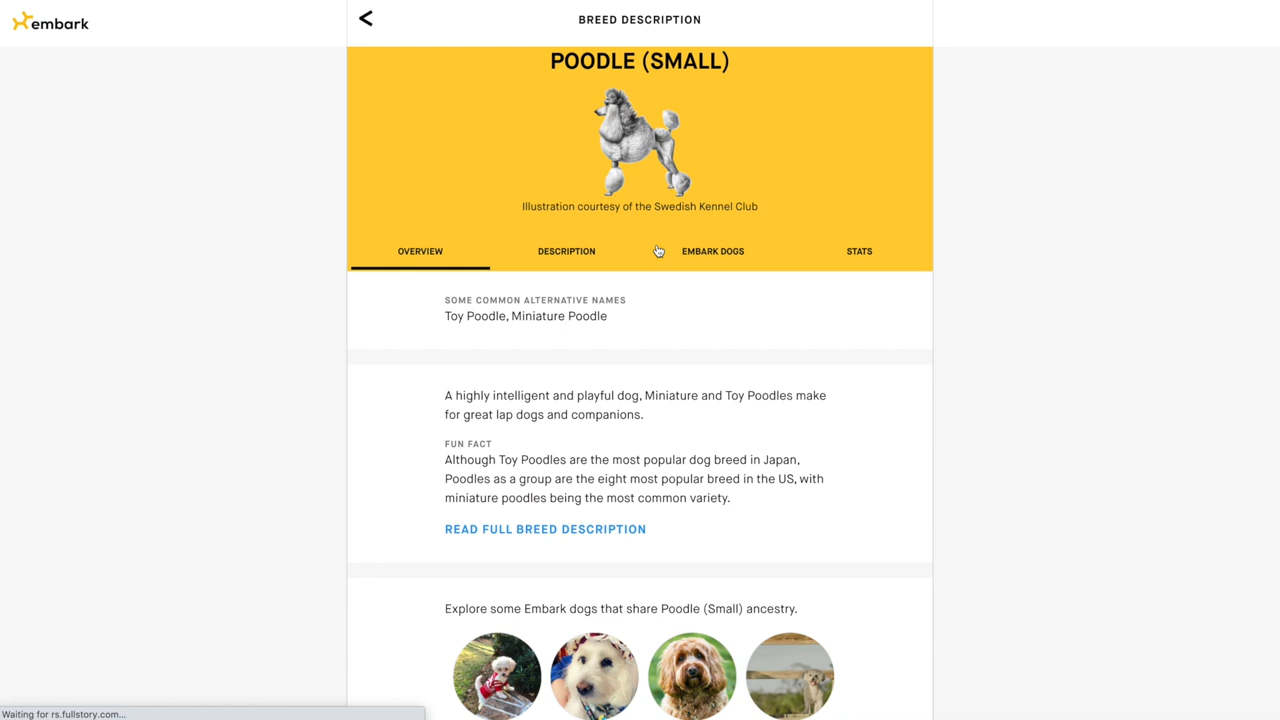 embark
BREED DESCRIPTION
POODLE (SMALL)
Illustration courtesy of the Swedish Kennel Club
OVERVIEW
DESCRIPTION
EMBARK DOGS
STATS
SOME COMMON ALTERNATIVE NAMES
Toy Poodle, Miniature Poodle
A highly intelligent and playful dog, Miniature and Toy Poodles make
for great lap dogs and companions.
FUN FACT
Although Toy Poodles are the most popular dog breed in Japan,
Poodles as a group are the eight most popular breed in the US, with
miniature poodles being the most common variety.
READ FULL BREED DESCRIPTION
Explore some Embark dogs that share Poodle (Small) ancestry.
Waiting for rs.fullstory.com...